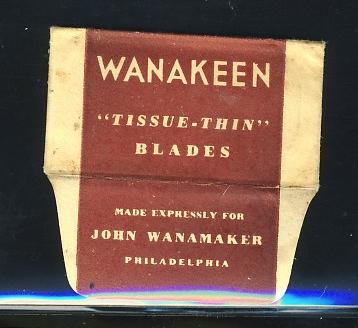 WANAKEEN
"TISSUE-THIN"
BLADES
MADE EXPRESSLY FOR
JOHN WANAMAKER
PHILADELPHIA